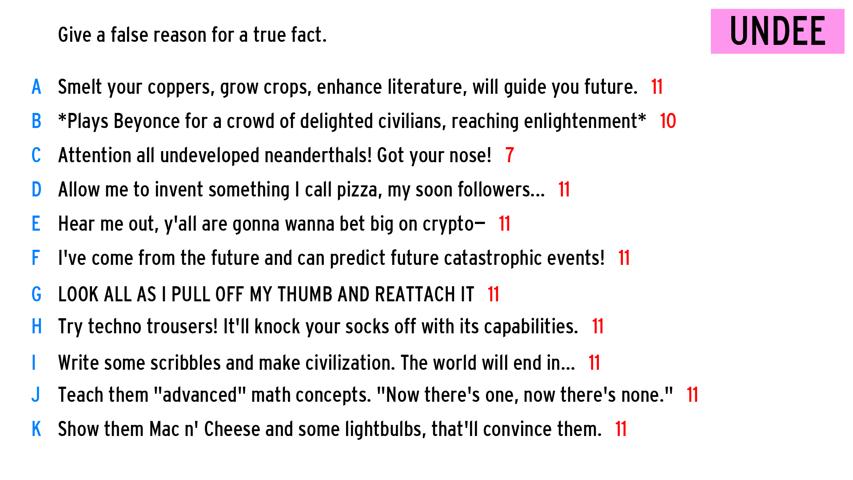 Give a false reason for a true fact.
UNDEE
A Smelt your coppers, grow crops, enhance literature, will guide you future. 11
B *Plays Beyonce for a crowd of delighted civilians, reaching enlightenment* 10
C Attention all undeveloped neanderthals! Got your nose! 7
D Allow me to invent something I call pizza, my soon followers... 11
E Hear me out, y'all are gonna wanna bet big on crypto— 11
F I've come from the future and can predict future catastrophic events! 11
G LOOK ALL AS I PULL OFF MY THUMB AND REATTACH IT 11
H Try techno trousers! It'll knock your socks off with its capabilities. 11
I Write some scribbles and make civilization. The world will end in... 11
J Teach them "advanced" math concepts. "Now there's one, now there's none." 11
K Show them Mac n' Cheese and some lightbulbs, that'll convince them. 11